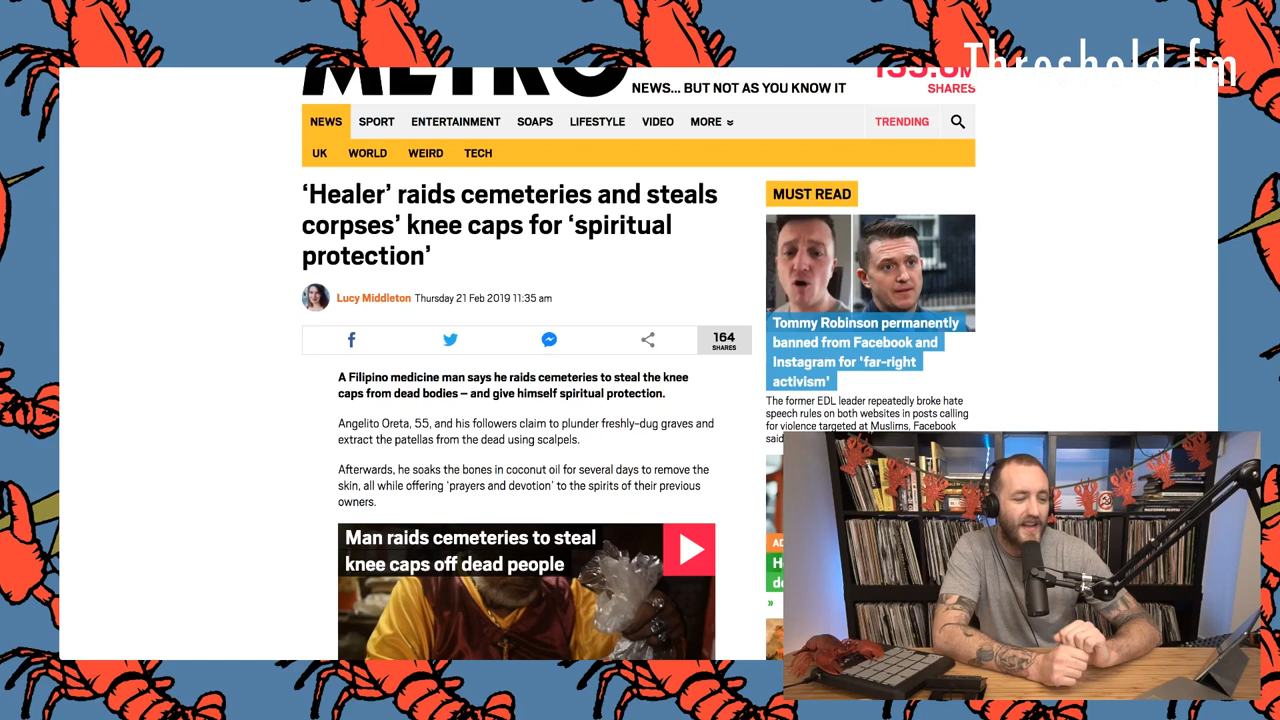 Threshold.fm
METRO
NEWS... BUT NOT AS YOU KNOW IT
SHARES
NEWS SPORT ENTERTAINMENT SOAPS LIFESTYLE VIDEO MORE TRENDING
UK WORLD WEIRD TECH
‘Healer’ raids cemeteries and steals
corpses’ knee caps for ‘spiritual
protection’
Lucy Middleton Thursday 21 Feb 2019 11:35 am
164
SHARES
A Filipino medicine man says he raids cemeteries to steal the knee
caps from dead bodies – and give himself spiritual protection.
Angelito Oreta, 55, and his followers claim to plunder freshly-dug graves and
extract the patellas from the dead using scalpels.
Afterwards, he soaks the bones in coconut oil for several days to remove the
skin, all while offering ‘prayers and devotion’ to the spirits of their previous
owners.
Man raids cemeteries to steal
knee caps off dead people
MUST READ
Tommy Robinson permanently
banned from Facebook and
Instagram for 'far-right
activism'
The former EDL leader repeatedly broke hate
speech rules on both websites in posts calling
for violence targeted at Muslims, Facebook
said
»